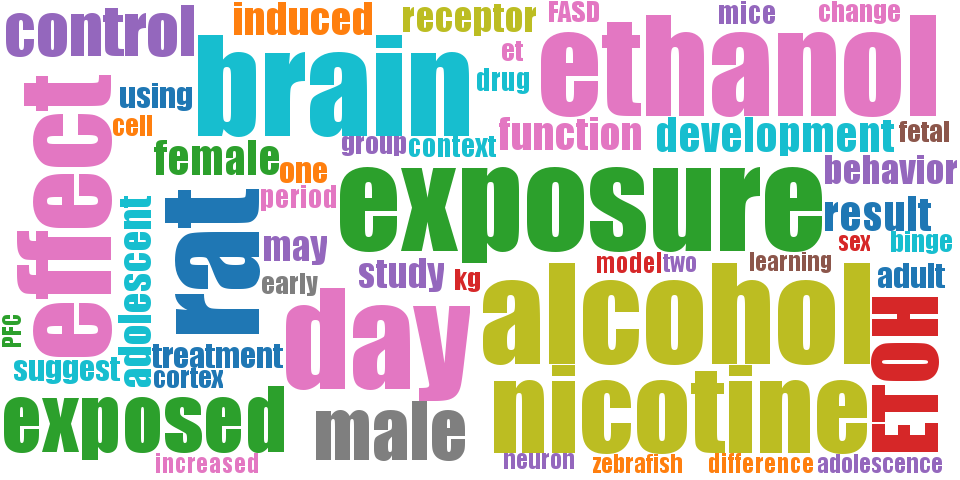 control
induced
receptor
FASD
mice
change
et
drug
brain
ethanol
effect
using
cell
group
context
function
development
fetal
female
one
period
exposure
behavior
result
sex
binge
adolescent
rat
may
early
study
kg
model
two
learning
adult
PFC
suggest
treatment
cortex
day
alcohol
ETOH
exposed
male
nicotine
increased
neuron
zebrafish
difference
adolescence